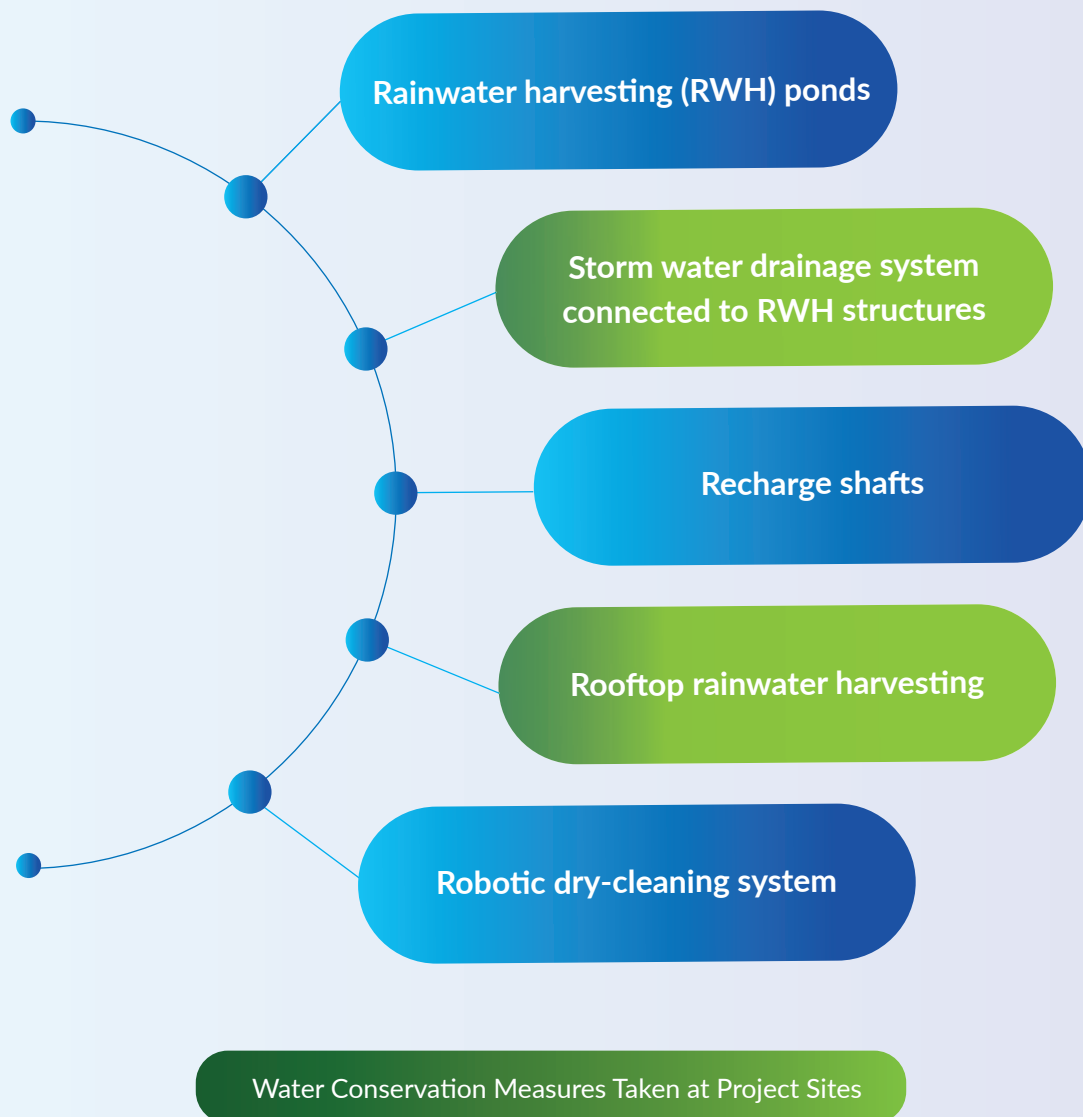 Rainwater harvesting (RWH) ponds
Storm water drainage system
connected to RWH structures
Recharge shafts
Rooftop rainwater harvesting
Robotic dry-cleaning system
Water Conservation Measures Taken at Project Sites